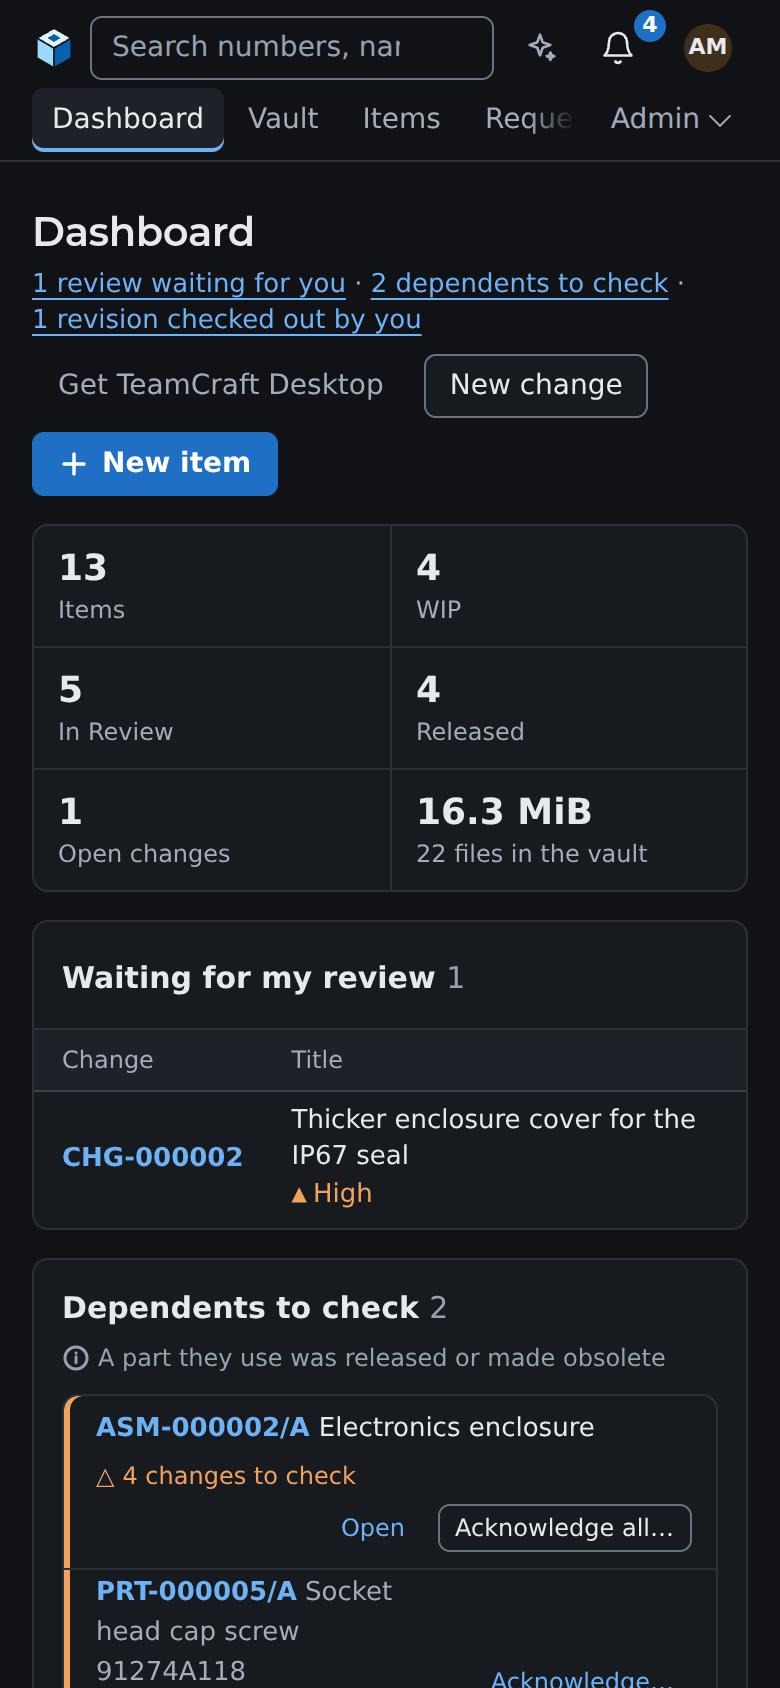 Search numbers, nar
4
AM
Dashboard
Vault
Items
Reque
Admin
Dashboard
1 review waiting for you · 2 dependents to check ·
1 revision checked out by you
Get TeamCraft Desktop
New change
New item
13
Items
4
WIP
5
In Review
4
Released
1
Open changes
16.3 MiB
22 files in the vault
Waiting for my review 1
Change
Title
CHG-000002
Thicker enclosure cover for the
IP67 seal
▲ High
Dependents to check 2
A part they use was released or made obsolete
ASM-000002/A Electronics enclosure
△ 4 changes to check
Open
Acknowledge all...
PRT-000005/A Socket
head cap screw
91274A118
Acknowledge...